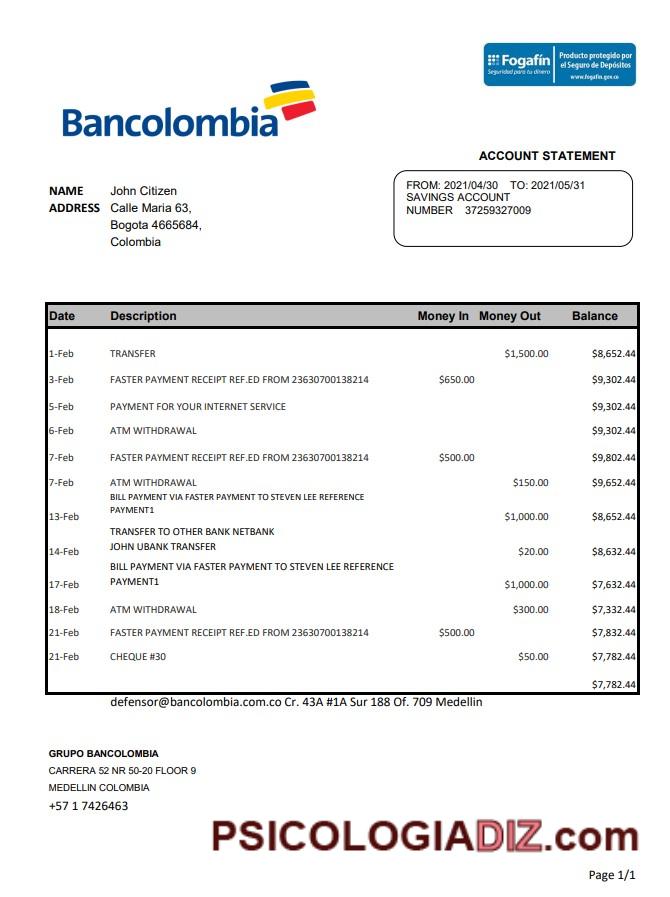 Fogafín
Seguridad para tu dinero
Producto protegido por
el Seguro de Depósitos
www.fogafin.gov.co
Bancolombia
ACCOUNT STATEMENT
NAME John Citizen
ADDRESS Calle Maria 63,
Bogota 4665684,
Colombia
FROM: 2021/04/30 TO: 2021/05/31
SAVINGS ACCOUNT
NUMBER 37259327009
Date Description Money In Money Out Balance
1-Feb TRANSFER $1,500.00 $8,652.44
3-Feb FASTER PAYMENT RECEIPT REF.ED FROM 23630700138214 $650.00 $9,302.44
5-Feb PAYMENT FOR YOUR INTERNET SERVICE $9,302.44
6-Feb ATM WITHDRAWAL $9,302.44
7-Feb FASTER PAYMENT RECEIPT REF.ED FROM 23630700138214 $500.00 $9,802.44
7-Feb ATM WITHDRAWAL $150.00 $9,652.44
BILL PAYMENT VIA FASTER PAYMENT TO STEVEN LEE REFERENCE
PAYMENT1
13-Feb $1,000.00 $8,652.44
TRANSFER TO OTHER BANK NETBANK
JOHN UBANK TRANSFER
14-Feb $20.00 $8,632.44
BILL PAYMENT VIA FASTER PAYMENT TO STEVEN LEE REFERENCE
PAYMENT1
17-Feb $1,000.00 $7,632.44
18-Feb ATM WITHDRAWAL $300.00 $7,332.44
21-Feb FASTER PAYMENT RECEIPT REF.ED FROM 23630700138214 $500.00 $7,832.44
21-Feb CHEQUE #30 $50.00 $7,782.44
$7,782.44
defensor@bancolombia.com.co Cr. 43A #1A Sur 188 Of. 709 Medellin
GRUPO BANCOLOMBIA
CARRERA 52 NR 50-20 FLOOR 9
MEDELLIN COLOMBIA
+57 1 7426463
PSICOLOGIADIZ.com
Page 1/1